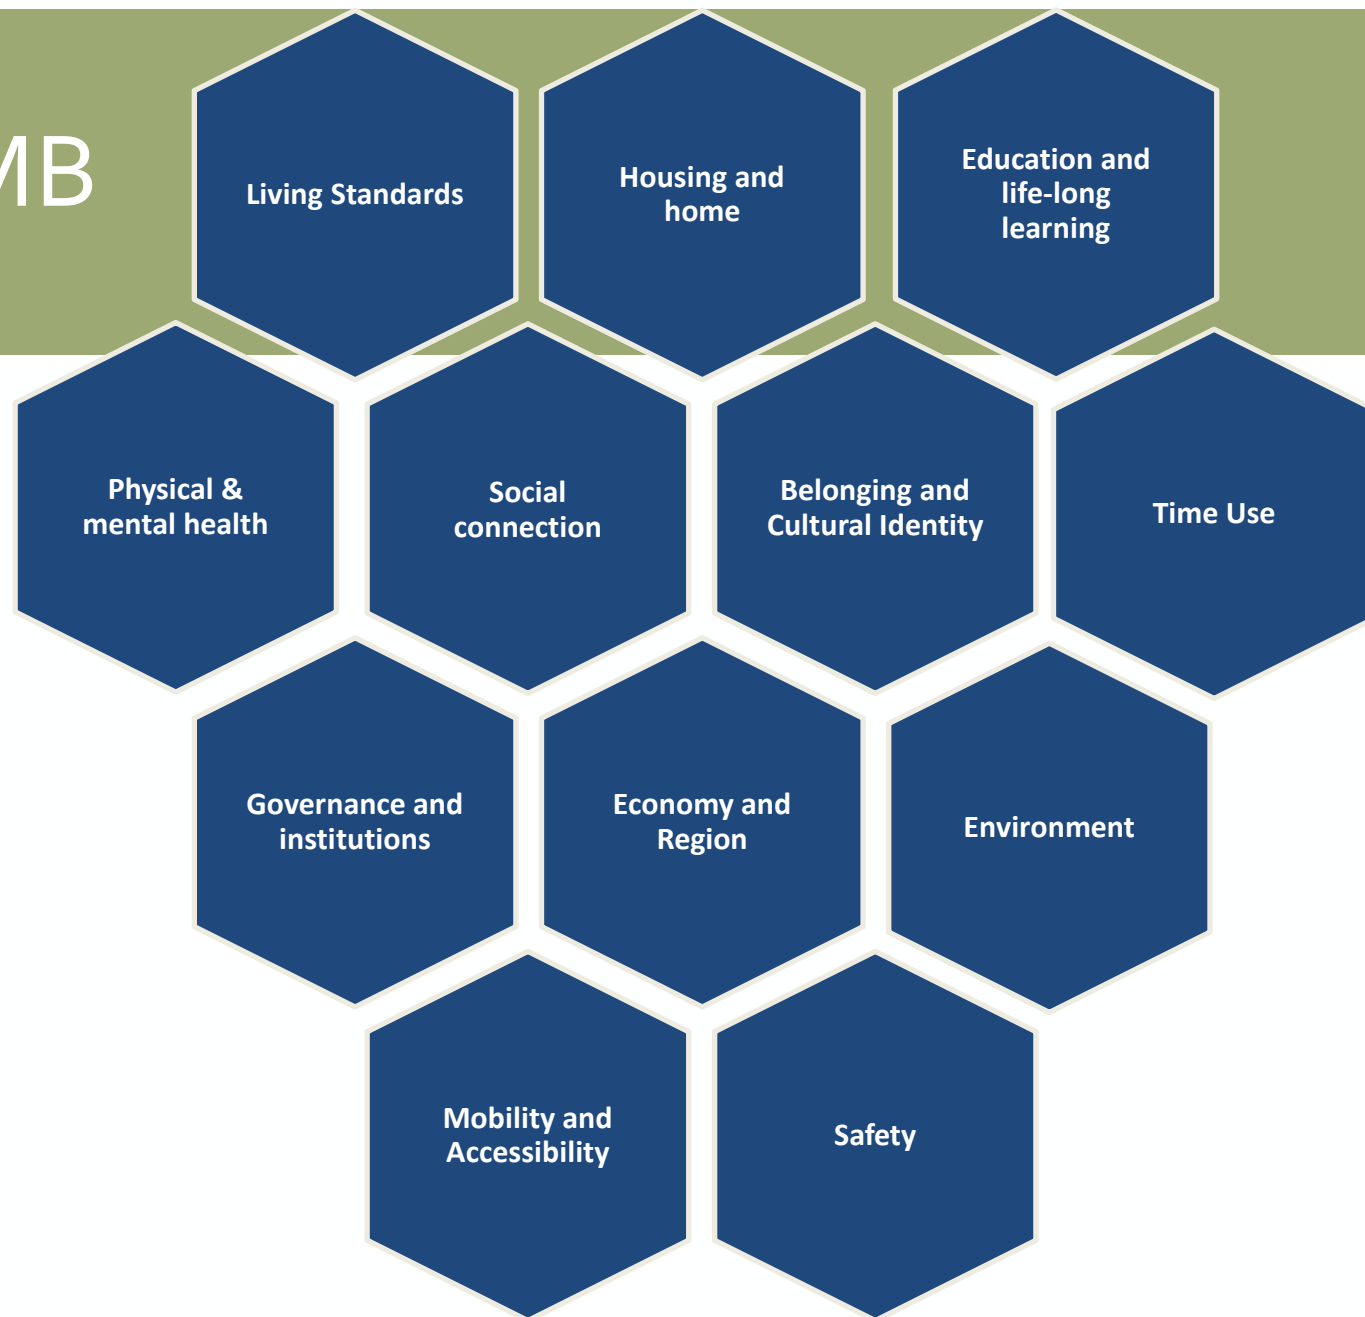 MB
Living Standards
Housing and
home
Education and
life-long
learning
Physical &
mental health
Social
connection
Belonging and
Cultural Identity
Time Use
Governance and
institutions
Economy and
Region
Environment
Mobility and
Accessibility
Safety